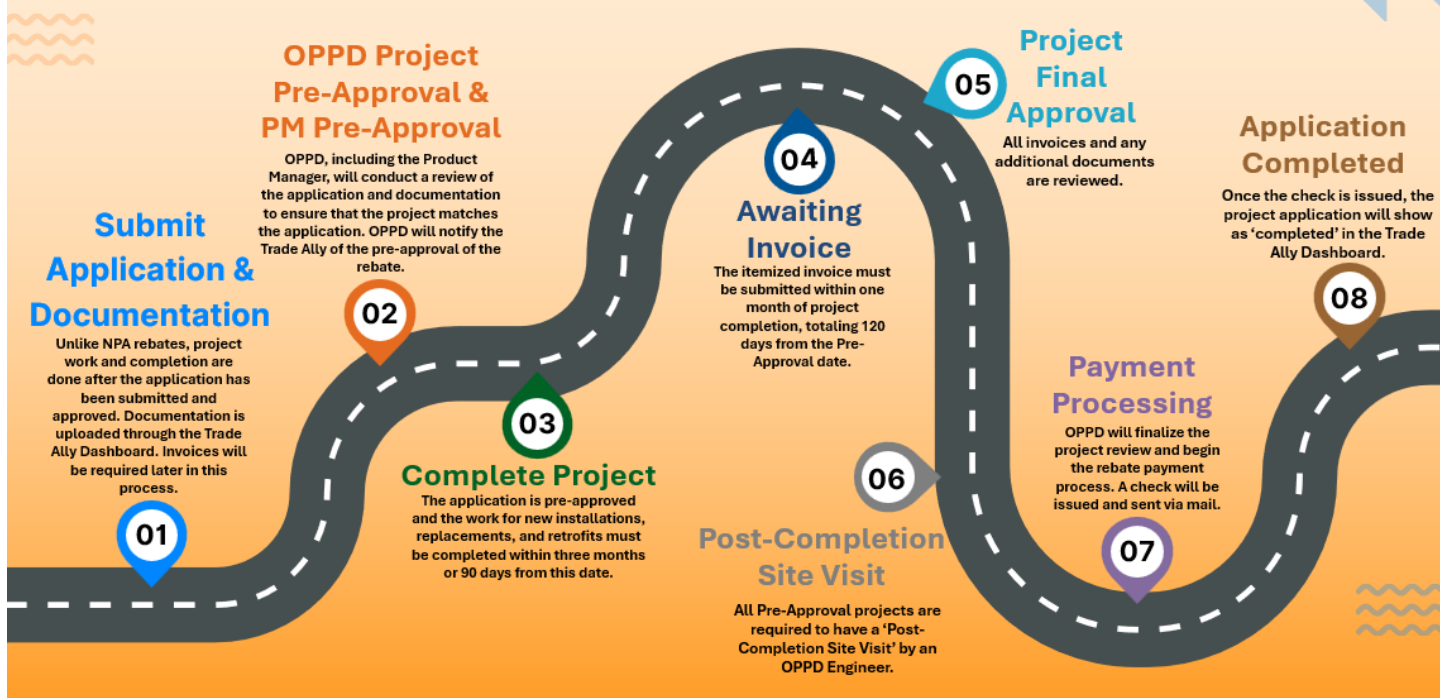 Submit
Application &
Documentation
Unlike NPA rebates, project
work and completion are
done after the application has
been submitted and
approved. Documentation is
uploaded through the Trade
Ally Dashboard. Invoices will
be required later in this
process.
01
OPPD Project
Pre-Approval &
PM Pre-Approval
OPPD, including the Product
Manager, will conduct a review of
the application and documentation
to ensure that the project matches
the application. OPPD will notify the
Trade Ally of the pre-approval of the
rebate.
02
03
Complete Project
The application is pre-approved
and the work for new installations,
replacements, and retrofits must
be completed within three months
or 90 days from this date.
04
Awaiting
Invoice
The itemized invoice must
be submitted within one
month of project
completion, totaling 120
days from the Pre-
Approval date.
05
Project
Final
Approval
All invoices and any
additional documents
are reviewed.
06
Post-Completion
Site Visit
All Pre-Approval projects are
required to have a ‘Post-
Completion Site Visit’ by an
OPPD Engineer.
Payment
Processing
OPPD will finalize the
project review and begin
the rebate payment
process. A check will be
issued and sent via mail.
07
Application
Completed
Once the check is issued, the
project application will show
as ‘completed’ in the Trade
Ally Dashboard.
08